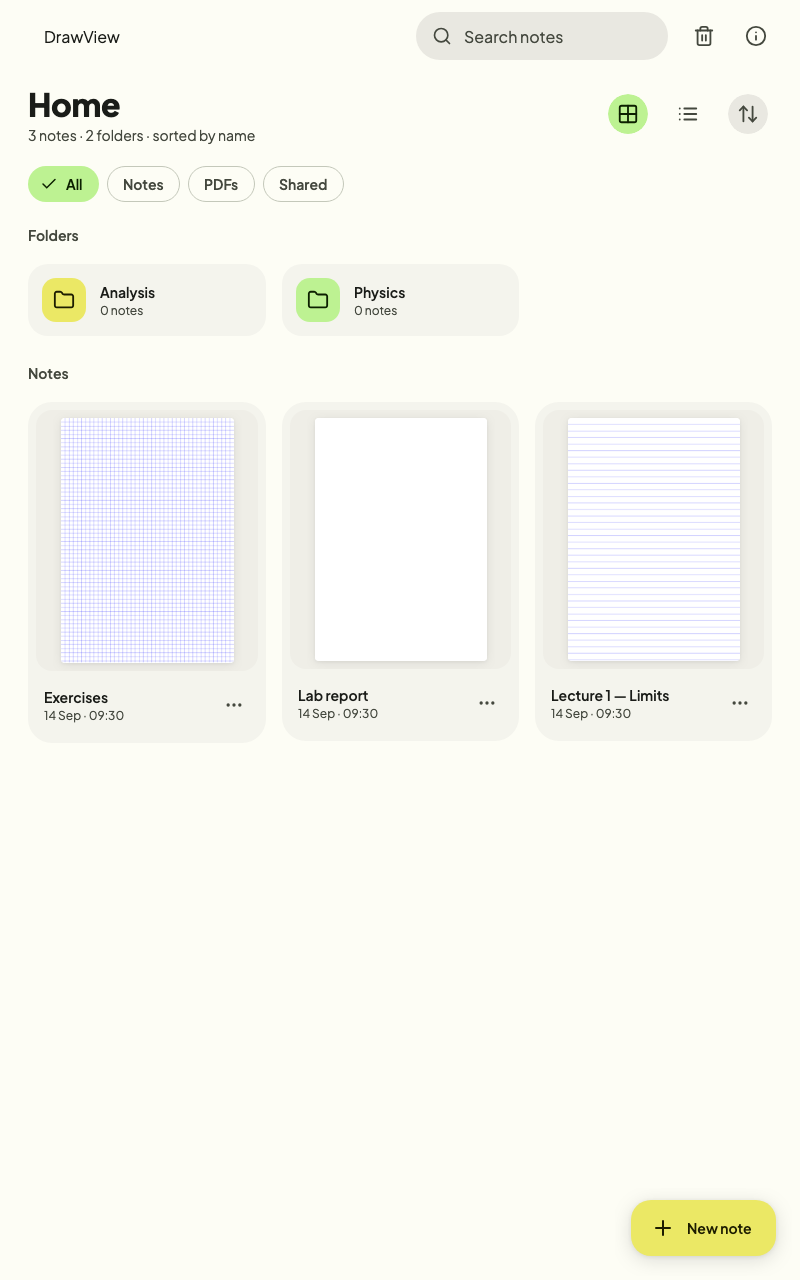 DrawView
Search notes
Home
3 notes · 2 folders · sorted by name
All
Notes
PDFs
Shared
Folders
Analysis
0 notes
Physics
0 notes
Notes
Exercises
14 Sep · 09:30
Lab report
14 Sep · 09:30
Lecture 1 — Limits
14 Sep · 09:30
New note